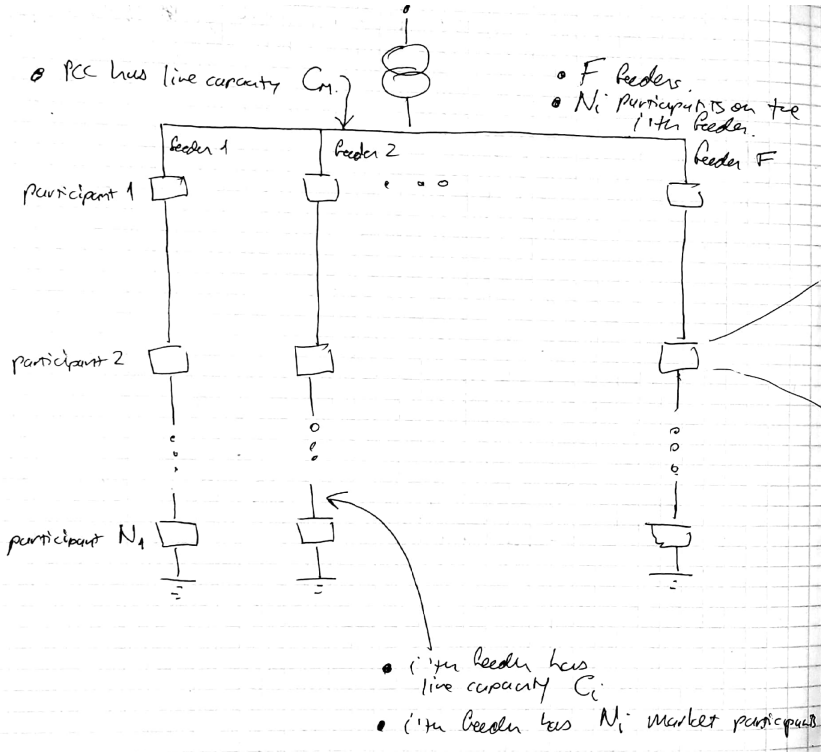 • PCC has line capacity C_M.
• F feeders.
• N_i participants on the
i'th feeder.
feeder 1
feeder 2
feeder F
participant 1
participant 2
participant N_1
• i'th feeder has
line capacity C_i
• i'th feeder has N_i market participants